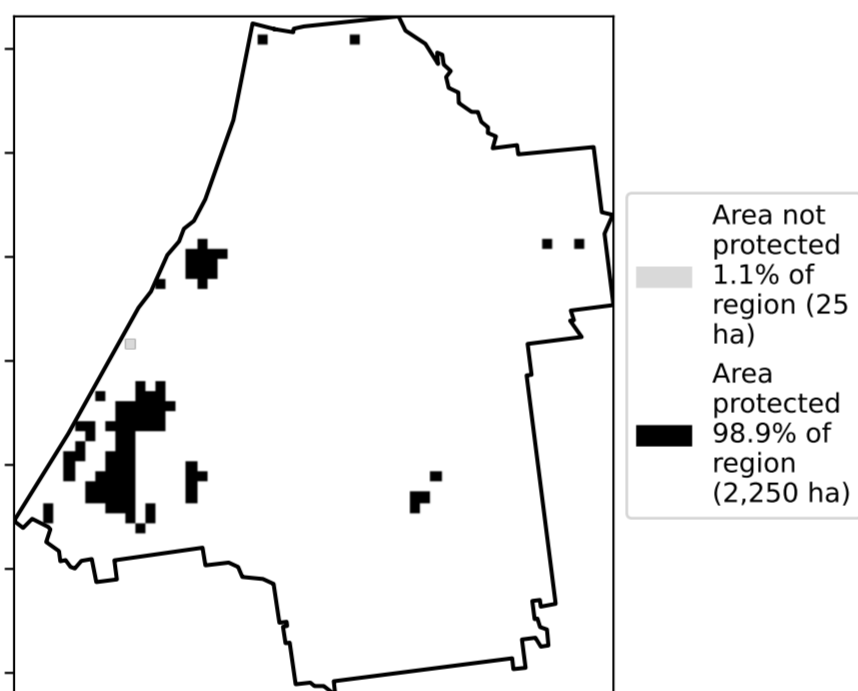 Area not
protected
1.1% of
region (25
ha)
Area
protected
98.9% of
region
(2,250 ha)